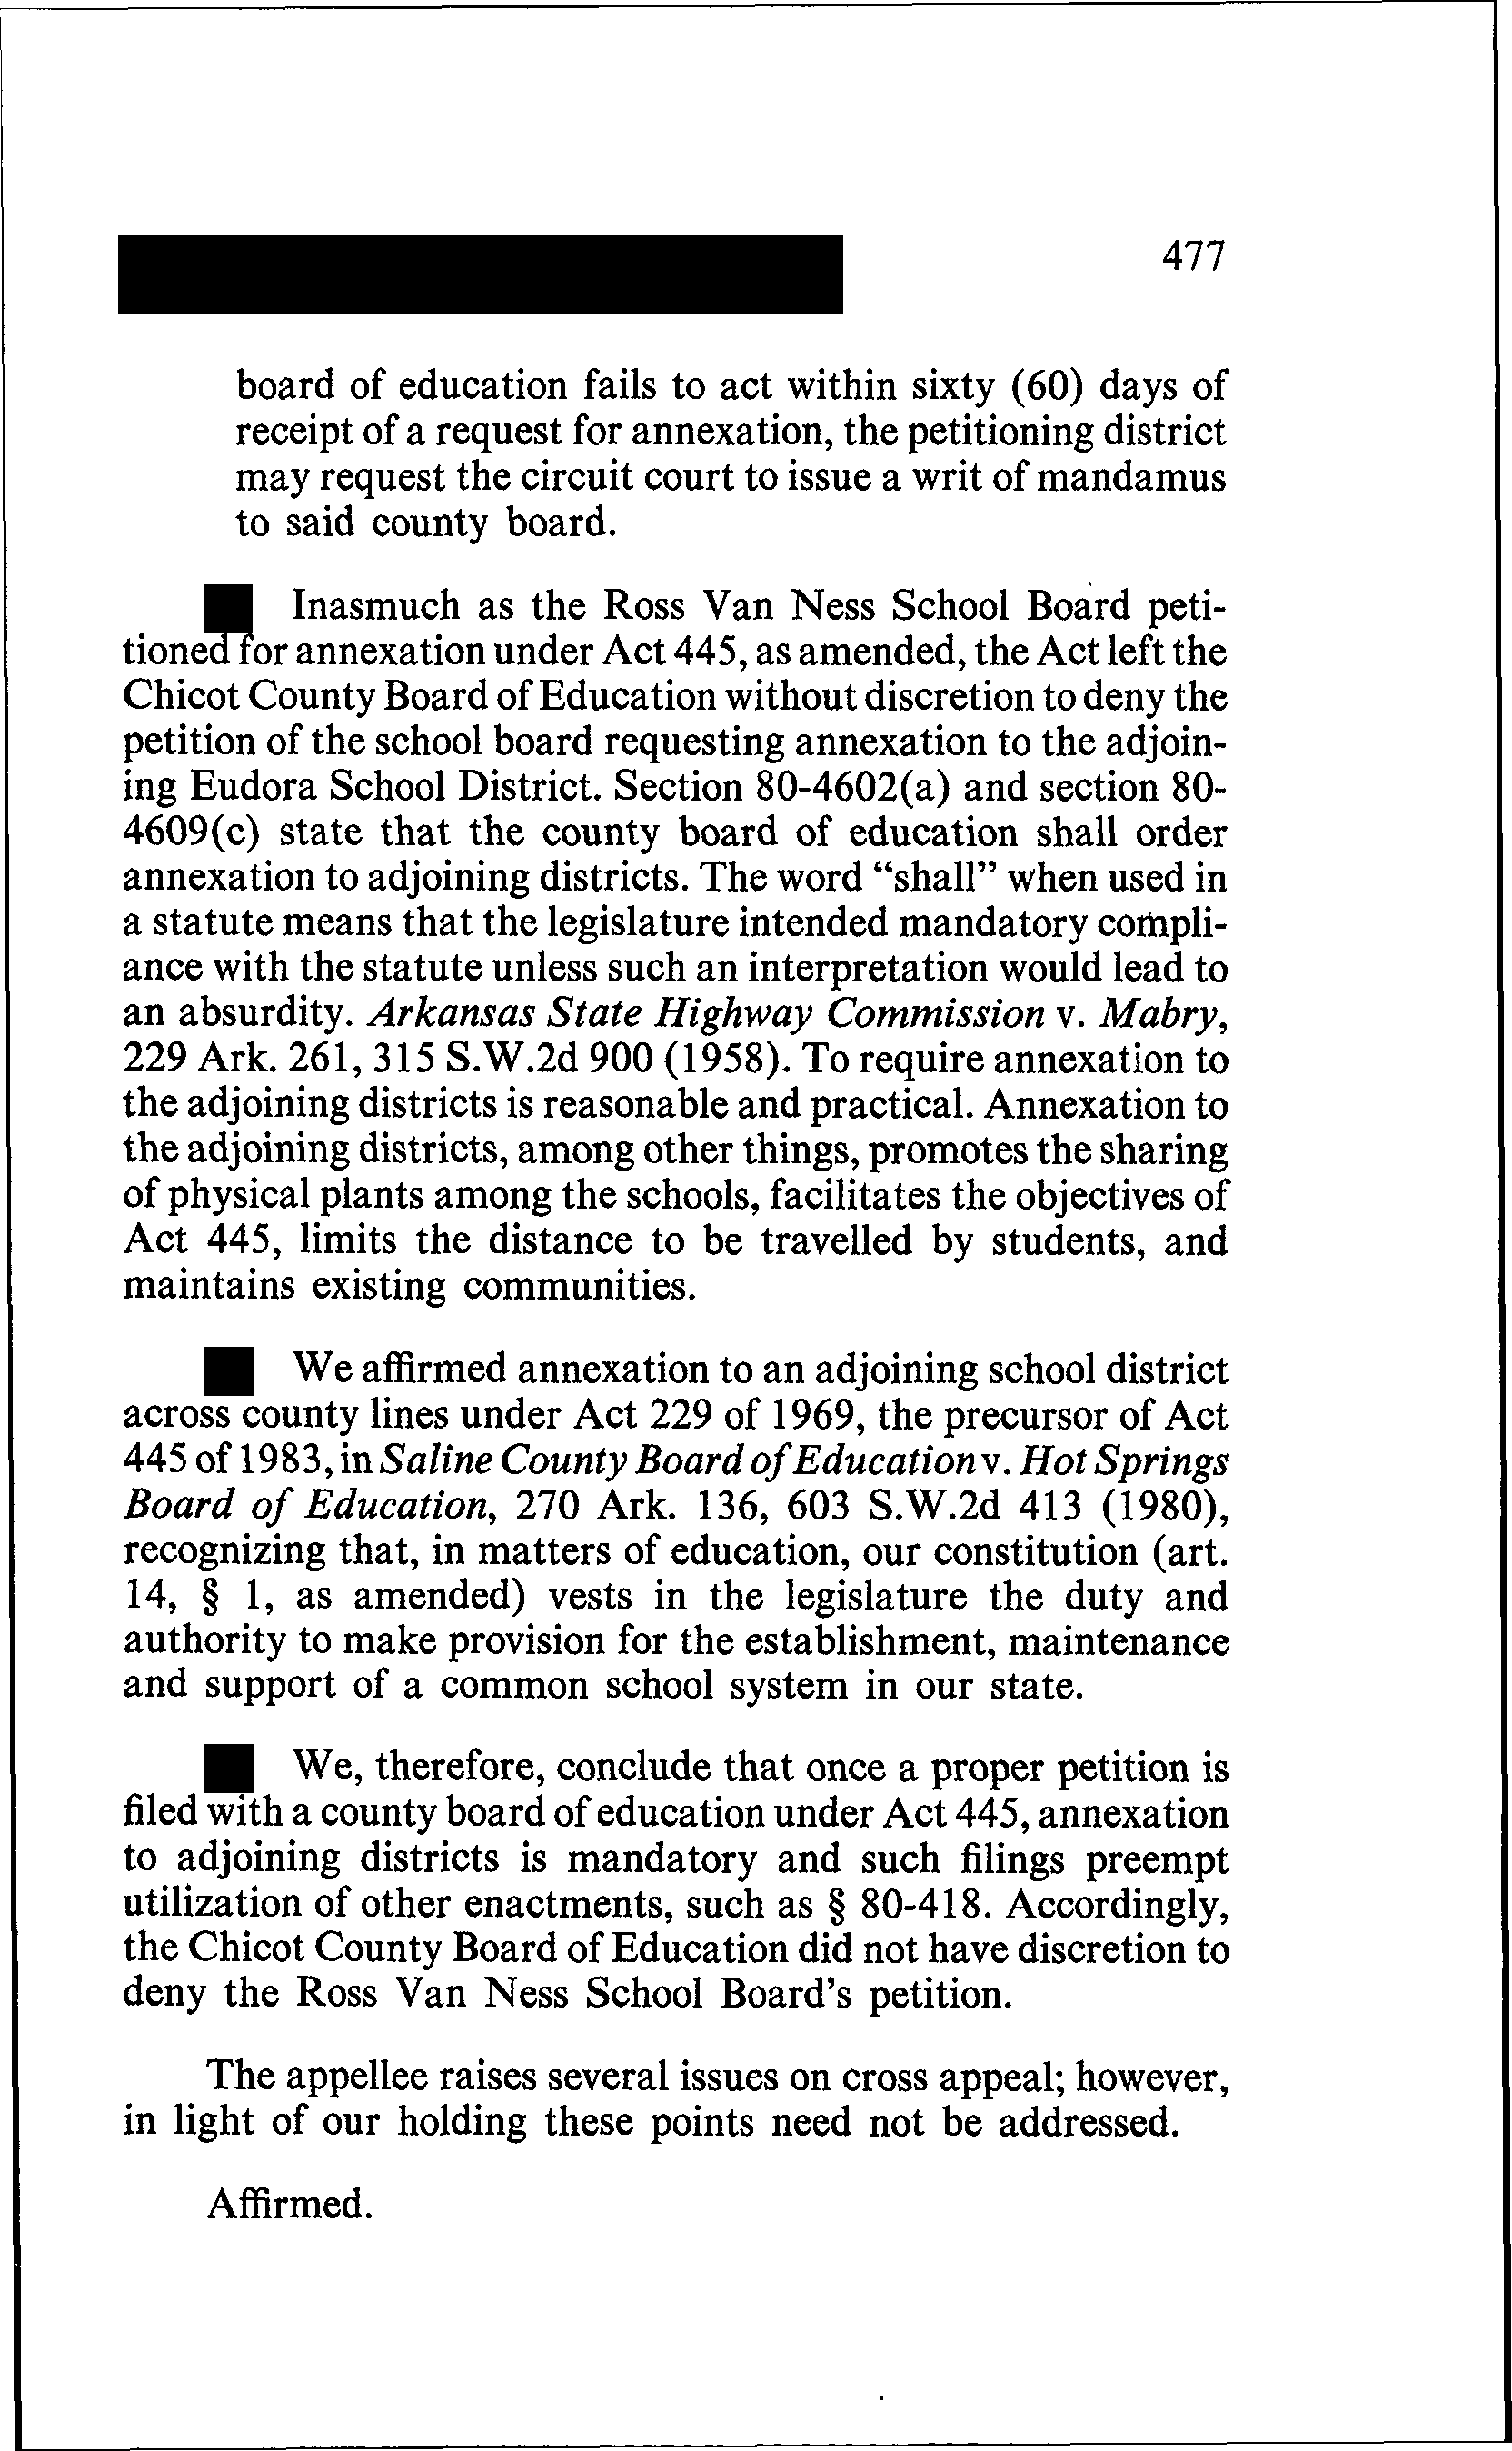 477
board of education fails to act within sixty (60) days of
receipt of a request for annexation, the petitioning district
may request the circuit court to issue a writ of mandamus
to said county board.
Inasmuch as the Ross Van Ness School Board peti-
tioned for annexation under Act 445, as amended, the Act left the
Chicot County Board of Education without discretion to deny the
petition of the school board requesting annexation to the adjoin-
ing Eudora School District. Section 80-4602(a) and section 80-
4609(c) state that the county board of education shall order
annexation to adjoining districts. The word “shall” when used in
a statute means that the legislature intended mandatory compli-
ance with the statute unless such an interpretation would lead to
an absurdity. Arkansas State Highway Commission v. Mabry,
229 Ark. 261, 315 S.W.2d 900 (1958). To require annexation to
the adjoining districts is reasonable and practical. Annexation to
the adjoining districts, among other things, promotes the sharing
of physical plants among the schools, facilitates the objectives of
Act 445, limits the distance to be travelled by students, and
maintains existing communities.
We affirmed annexation to an adjoining school district
across county lines under Act 229 of 1969, the precursor of Act
445 of 1983, in Saline County Board of Education v. Hot Springs
Board of Education, 270 Ark. 136, 603 S.W.2d 413 (1980),
recognizing that, in matters of education, our constitution (art.
14, § 1, as amended) vests in the legislature the duty and
authority to make provision for the establishment, maintenance
and support of a common school system in our state.
We, therefore, conclude that once a proper petition is
filed with a county board of education under Act 445, annexation
to adjoining districts is mandatory and such filings preempt
utilization of other enactments, such as § 80-418. Accordingly,
the Chicot County Board of Education did not have discretion to
deny the Ross Van Ness School Board's petition.
The appellee raises several issues on cross appeal; however,
in light of our holding these points need not be addressed.
Affirmed.